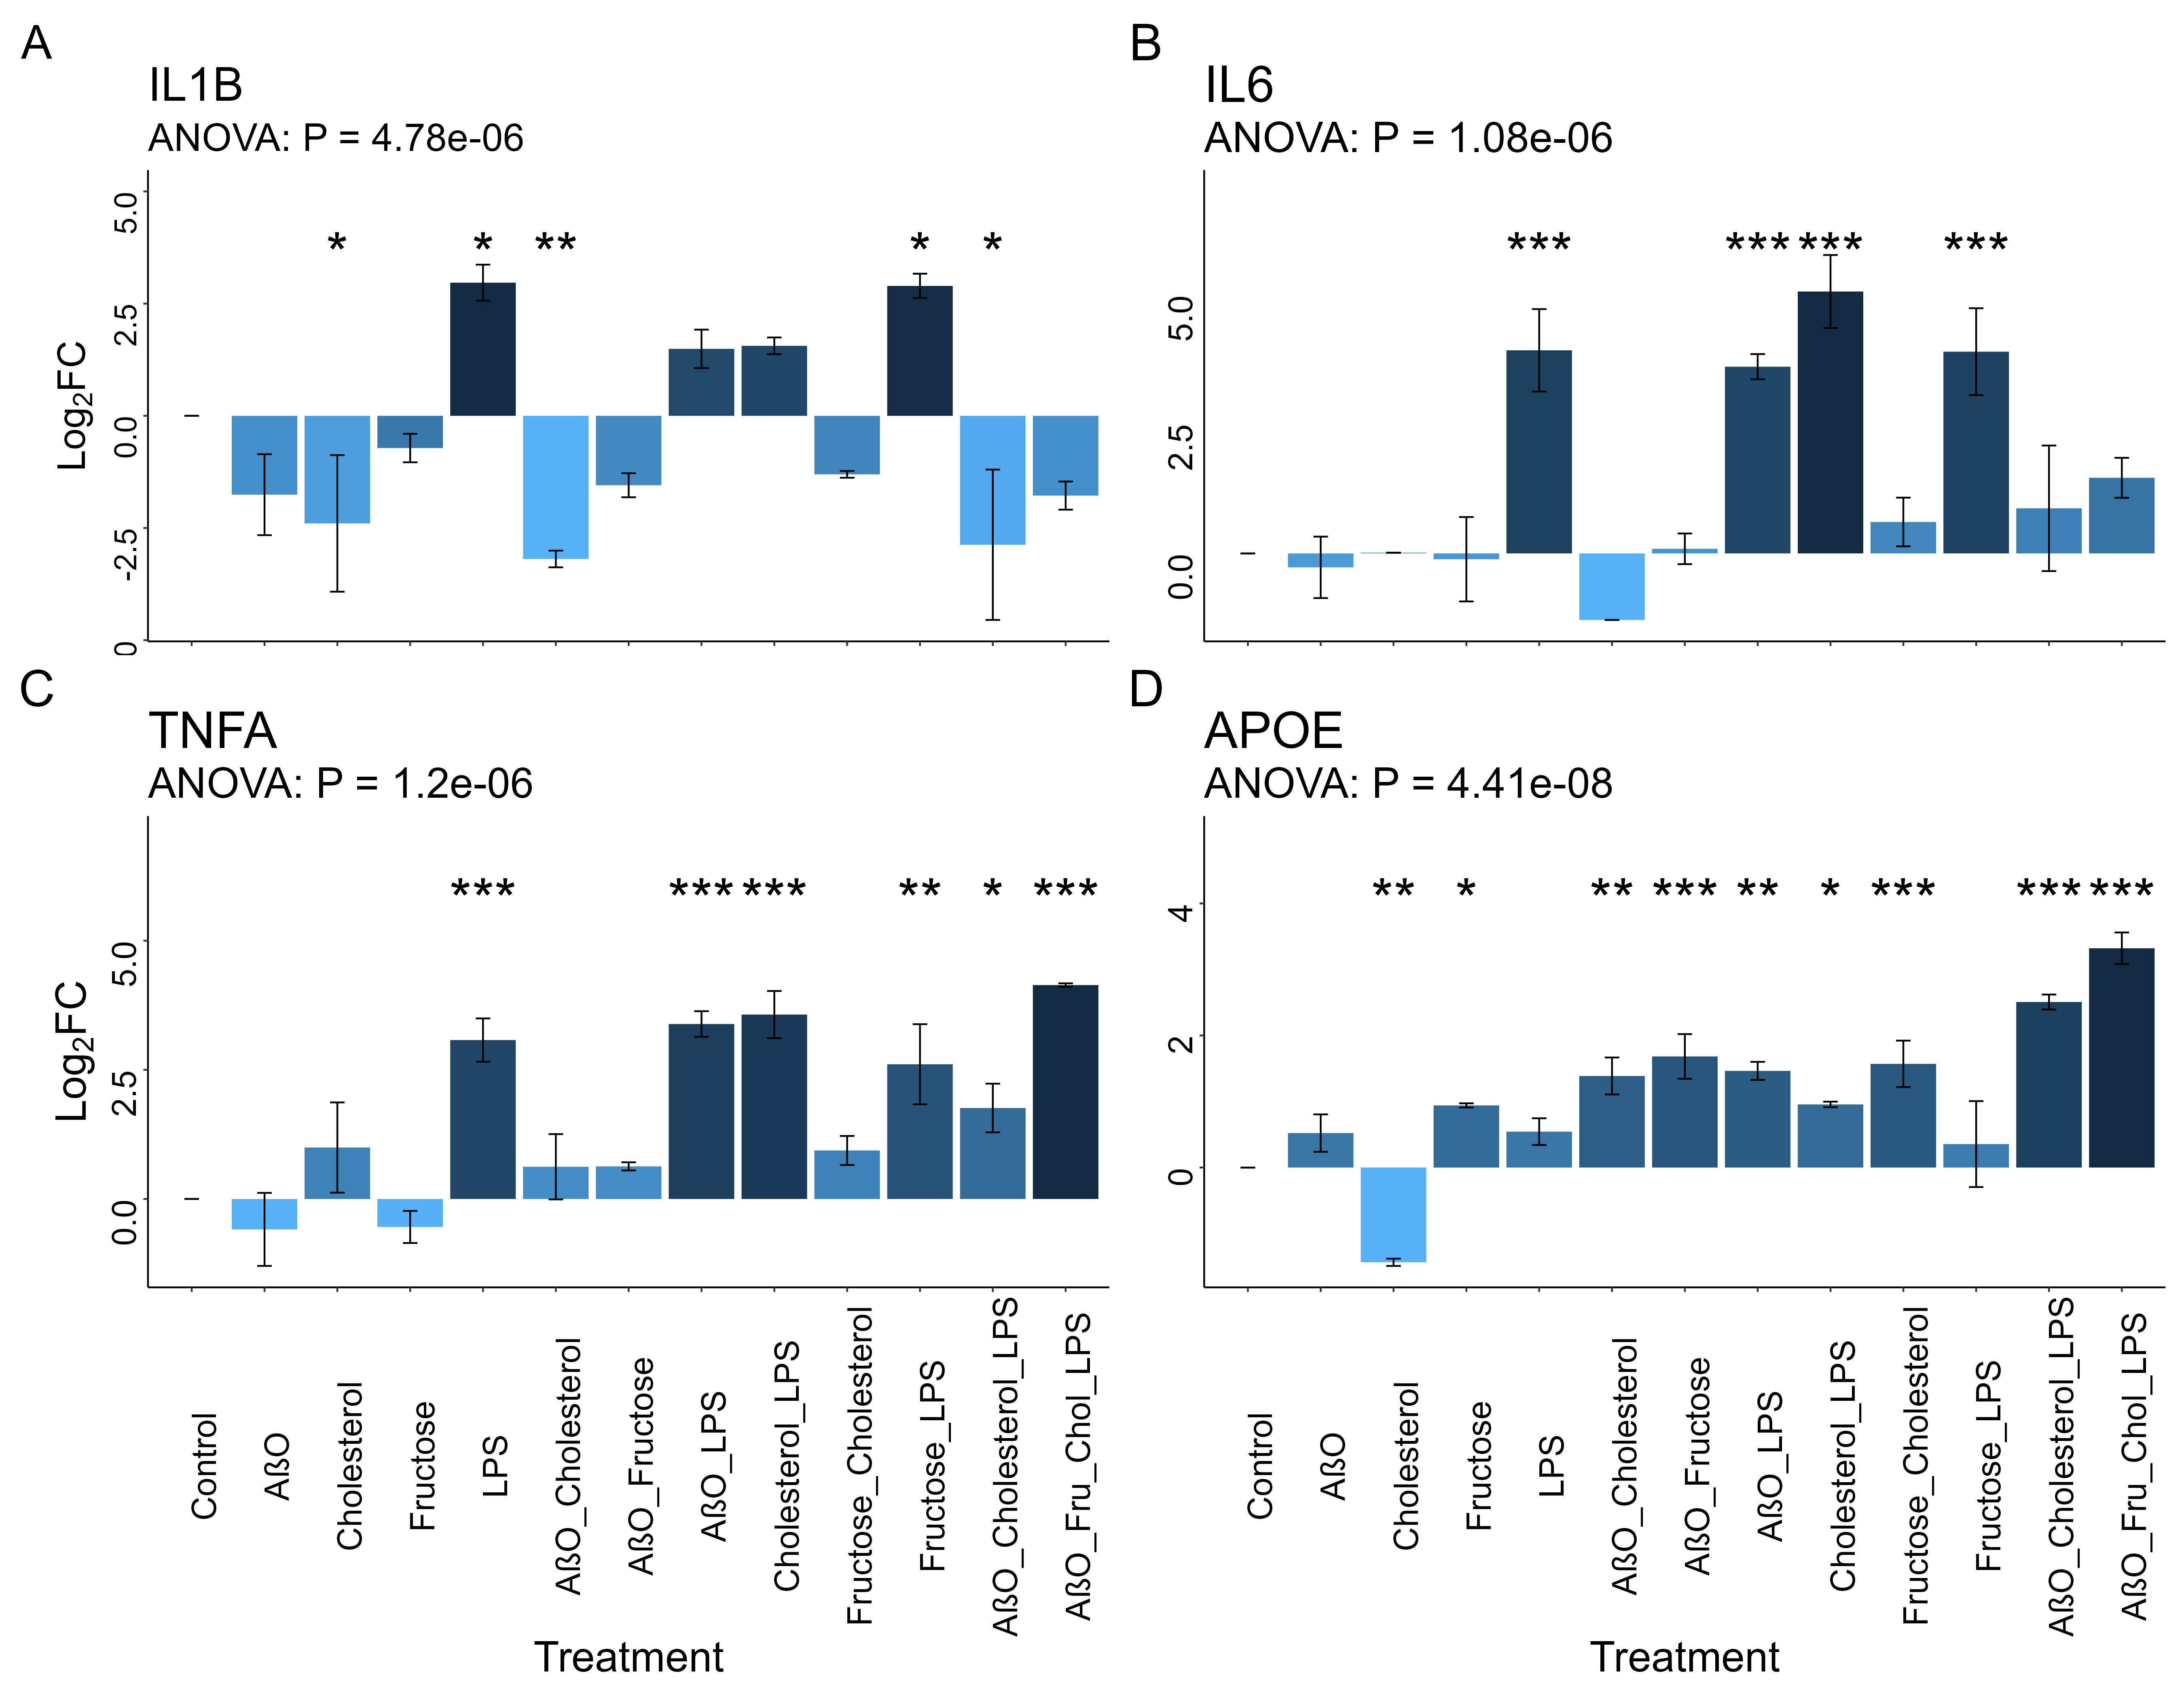 A
IL1B
ANOVA: P = 4.78e-06
5.0
2.5
0.0
-2.5
0
Log2FC
* * ** * *
B
IL6
ANOVA: P = 1.08e-06
5.0
2.5
0.0
*** *** *** ***
C
TNFA
ANOVA: P = 1.2e-06
5.0
2.5
0.0
Log2FC
*** *** *** ** * ***
Control
AßO
Cholesterol
Fructose
LPS
AßO_Cholesterol
AßO_Fructose
AßO_LPS
Cholesterol_LPS
Fructose_Cholesterol
Fructose_LPS
AßO_Cholesterol_LPS
AßO_Fru_Chol_LPS
Treatment
D
APOE
ANOVA: P = 4.41e-08
4
2
0
** * ** *** ** * *** *** ***
Control
AßO
Cholesterol
Fructose
LPS
AßO_Cholesterol
AßO_Fructose
AßO_LPS
Cholesterol_LPS
Fructose_Cholesterol
Fructose_LPS
AßO_Cholesterol_LPS
AßO_Fru_Chol_LPS
Treatment